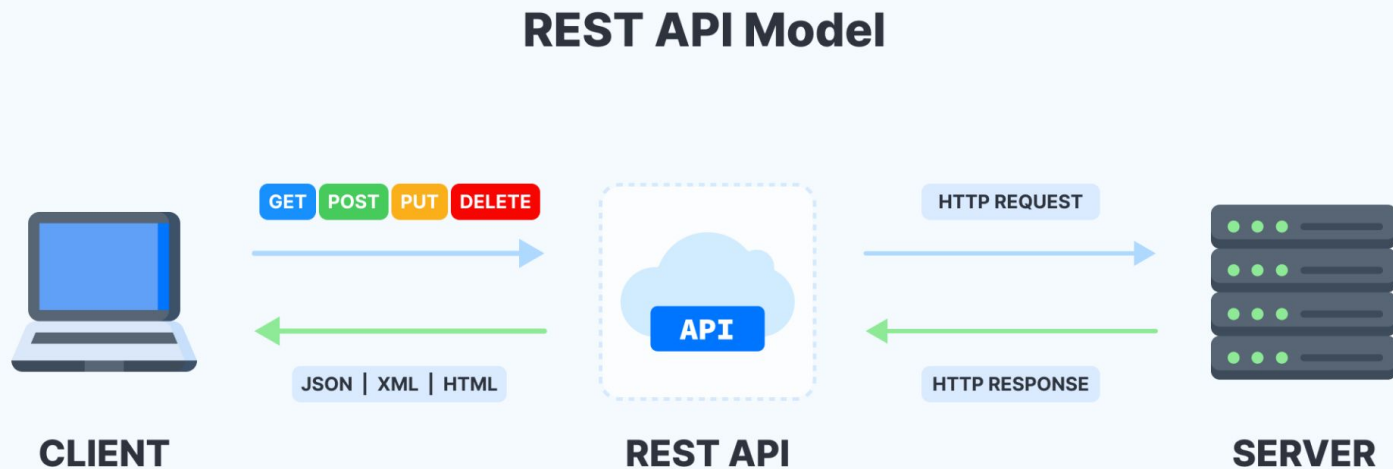 REST API Model
GET POST PUT DELETE
HTTP REQUEST
API
JSON | XML | HTML
HTTP RESPONSE
CLIENT
REST API
SERVER